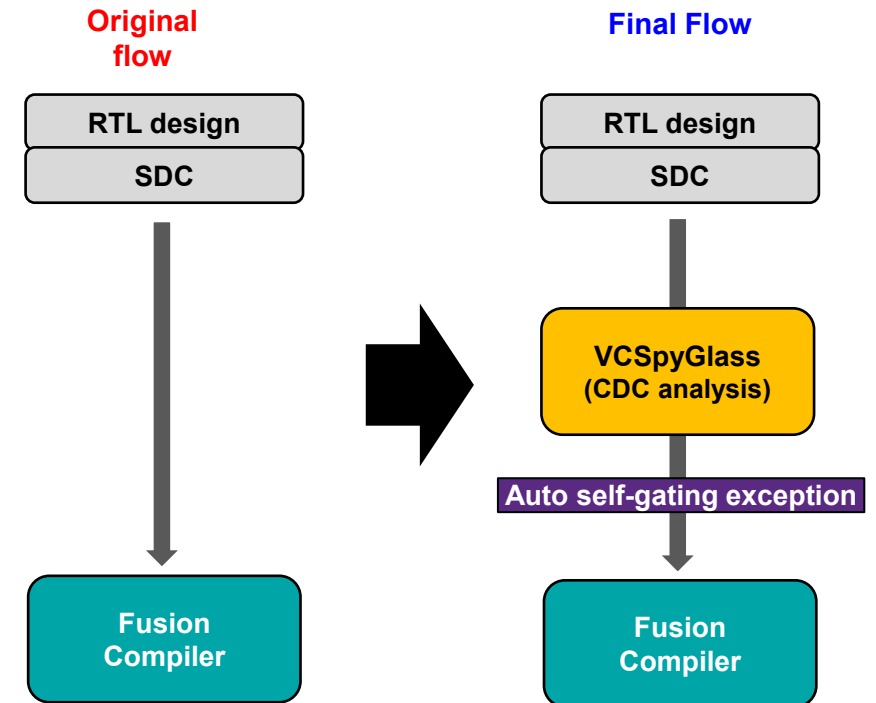 Original
flow
RTL design
SDC
Fusion
Compiler
Final Flow
RTL design
SDC
VCSpyGlass
(CDC analysis)
Auto self-gating exception
Fusion
Compiler